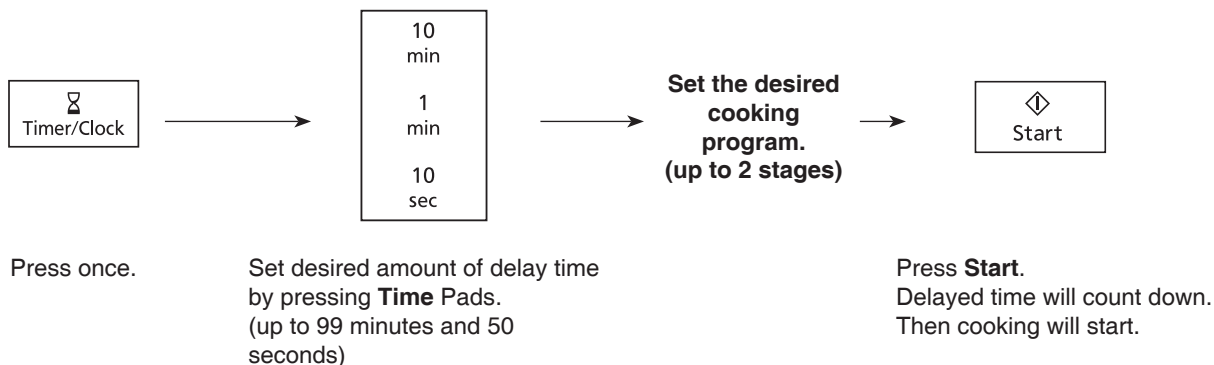 Timer/Clock
10
min
1
min
10
sec
Set the desired
cooking
program.
(up to 2 stages)
Start
Press once.
Set desired amount of delay time
by pressing Time Pads.
(up to 99 minutes and 50
seconds)
Press Start.
Delayed time will count down.
Then cooking will start.